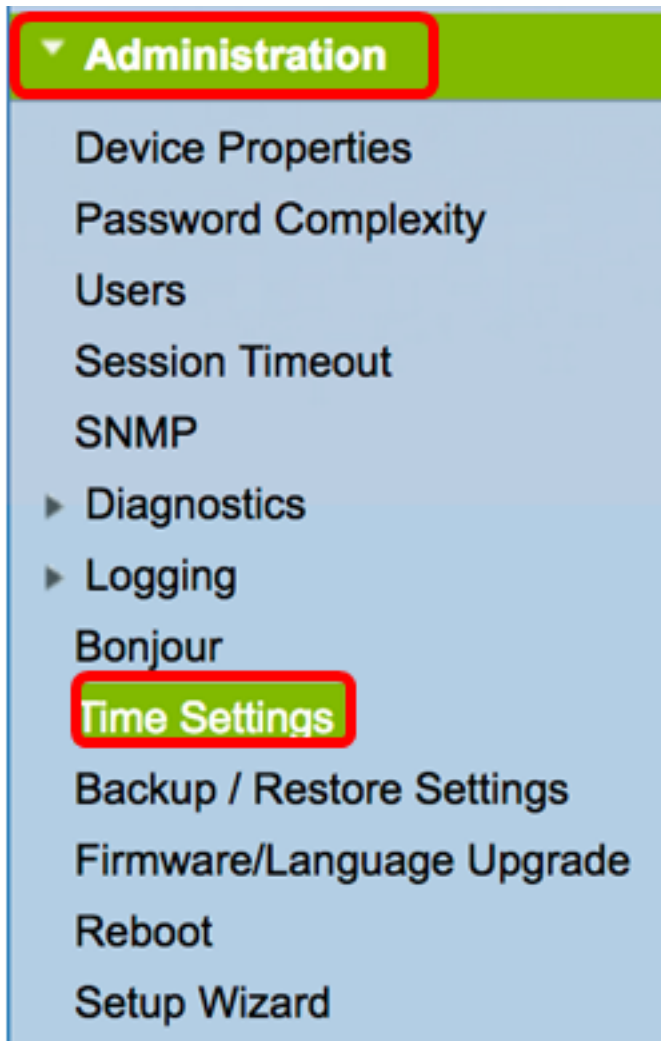 Administration
Device Properties
Password Complexity
Users
Session Timeout
SNMP
Diagnostics
Logging
Bonjour
Time Settings
Backup / Restore Settings
Firmware/Language Upgrade
Reboot
Setup Wizard